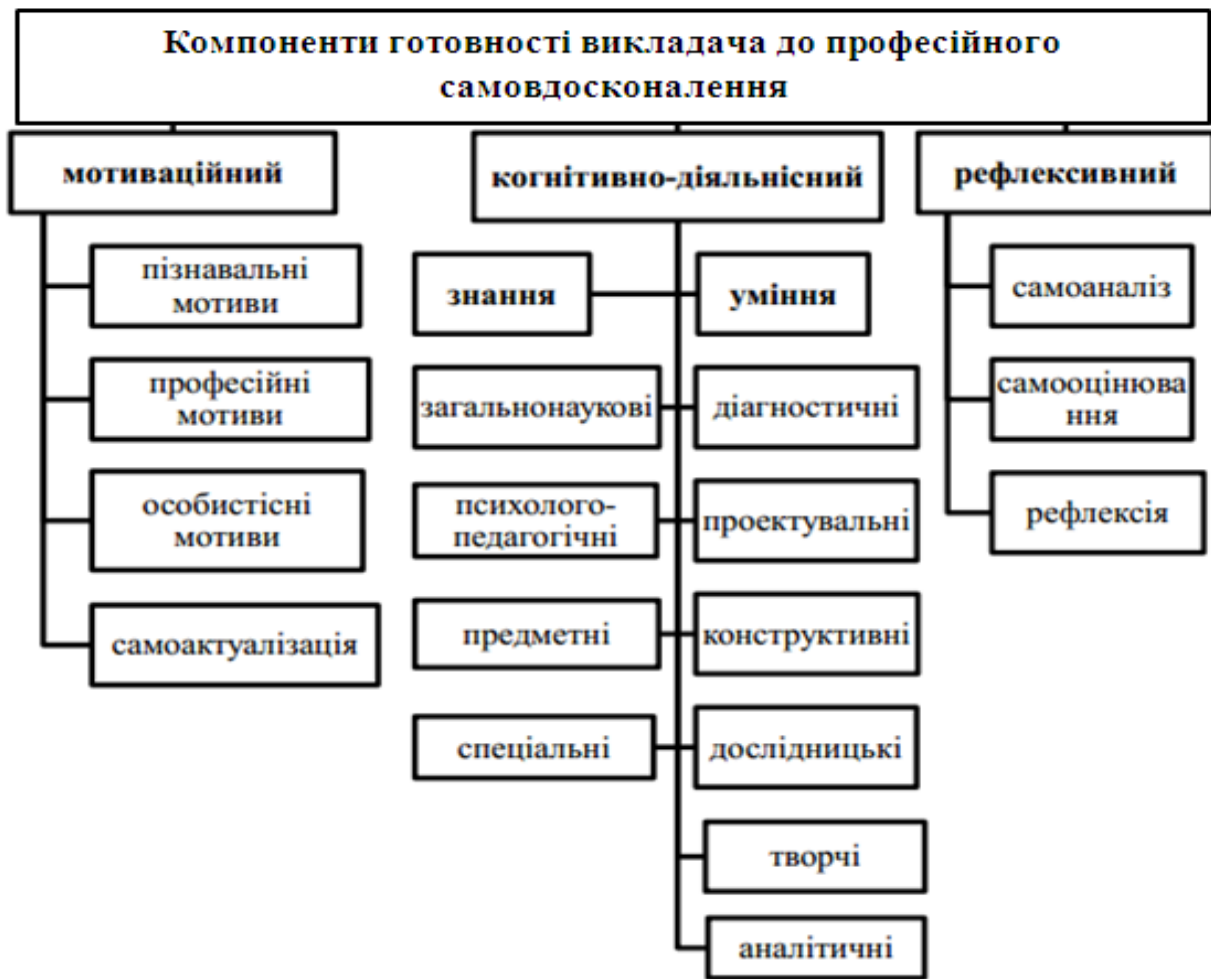 Компоненти готовності викладача до професійного
самовдосконалення
мотиваційний
пізнавальні
мотиви
професійні
мотиви
особистісні
мотиви
самоактуалізація
когнітивно-діяльнісний
знання
уміння
загальнонаукові
діагностичні
психолого-
педагогічні
проектувальні
предметні
конструктивні
спеціальні
дослідницькі
творчі
аналітичні
рефлексивний
самоаналіз
самооцінюва
ння
рефлексія